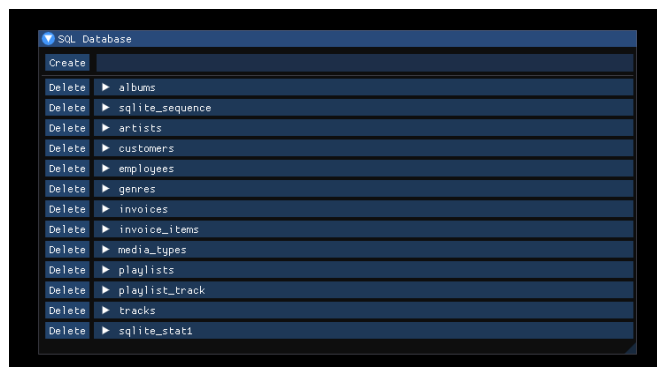 SQL Database
Create
Delete albums
Delete sqlite_sequence
Delete artists
Delete customers
Delete employees
Delete genres
Delete invoices
Delete invoice_items
Delete media_types
Delete playlists
Delete playlist_track
Delete tracks
Delete sqlite_stat1